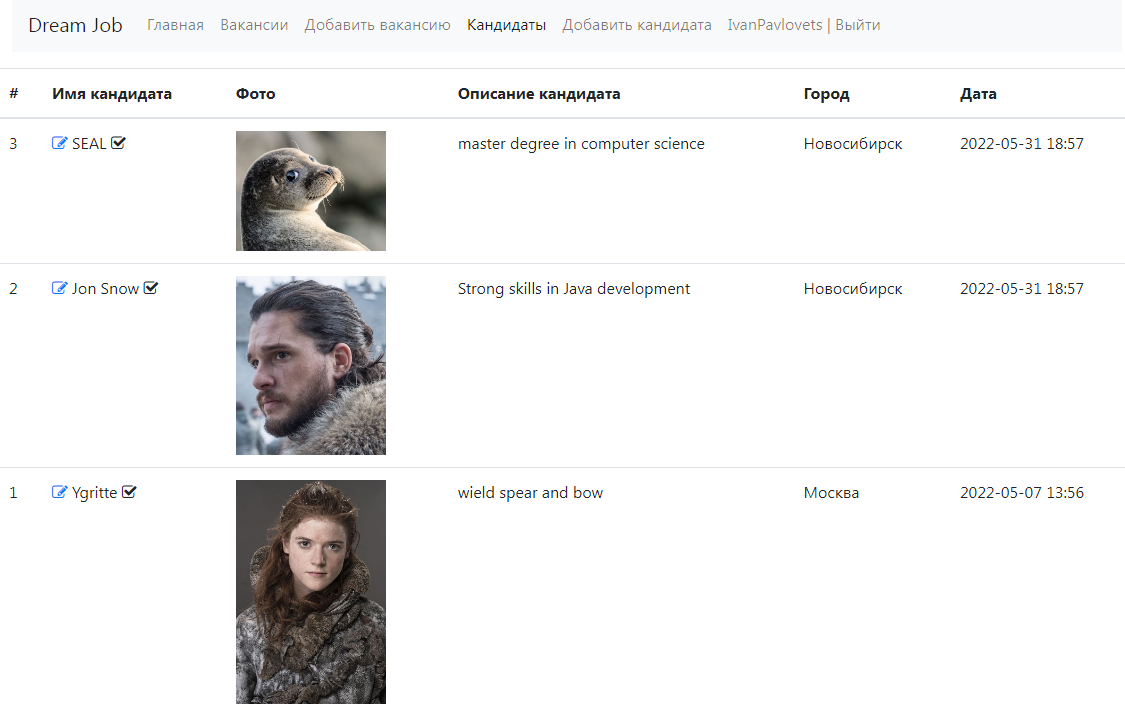 Dream Job Главная Вакансии Добавить вакансию Кандидаты Добавить кандидата IvanPavlovets | Выйти
# Имя кандидата Фото Описание кандидата Город Дата
3 SEAL master degree in computer science Новосибирск 2022-05-31 18:57
2 Jon Snow Strong skills in Java development Новосибирск 2022-05-31 18:57
1 Ygritte wield spear and bow Москва 2022-05-07 13:56